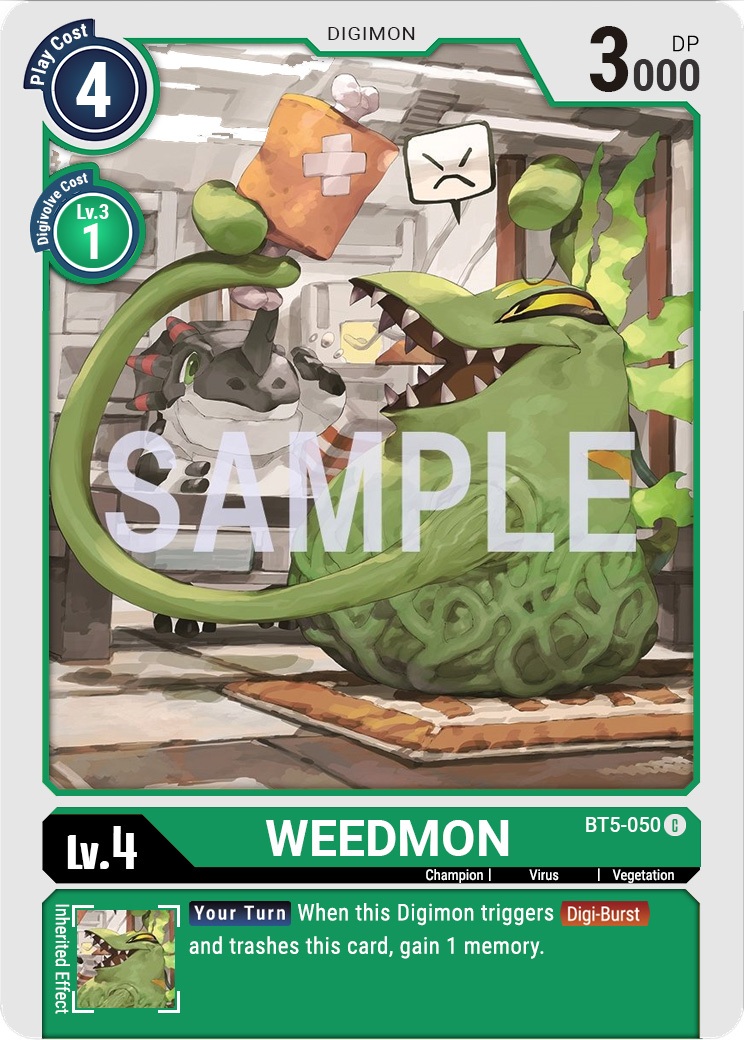 DIGIMON
Play Cost
4
3000
DP
Digivolve Cost
Lv.3
1
SAMPLE
Lv.4
WEEDMON
BT5-050 C
Champion | Virus | Vegetation
Inherited Effect
Your Turn When this Digimon triggers Digi-Burst
and trashes this card, gain 1 memory.